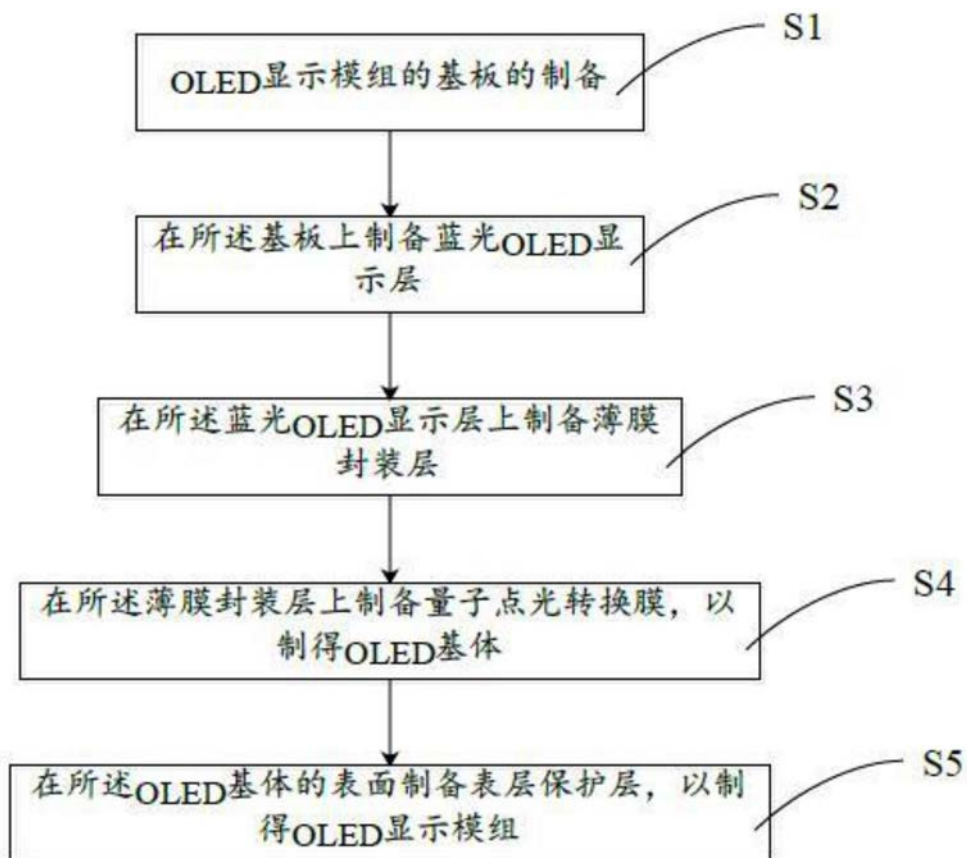 S1
OLED显示模组的基板的制备
S2
在所述基板上制备蓝光OLED显
示层
S3
在所述蓝光OLED显示层上制备薄膜
封装层
S4
在所述薄膜封装层上制备量子点光转换膜，以
制得OLED基体
S5
在所述OLED基体的表面制备表层保护层，以制
得OLED显示模组